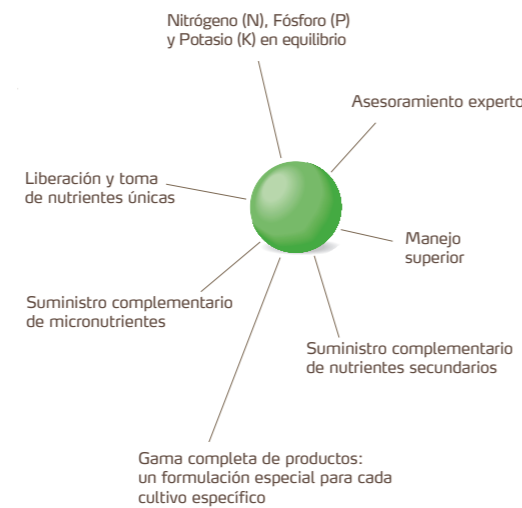 Nitrógeno (N), Fósforo (P)
y Potasio (K) en equilibrio
Asesoramiento experto
Liberación y toma
de nutrientes únicas
Manejo
superior
Suministro complementario
de micronutrientes
Suministro complementario
de nutrientes secundarios
Gama completa de productos:
un formulación especial para cada
cultivo específico